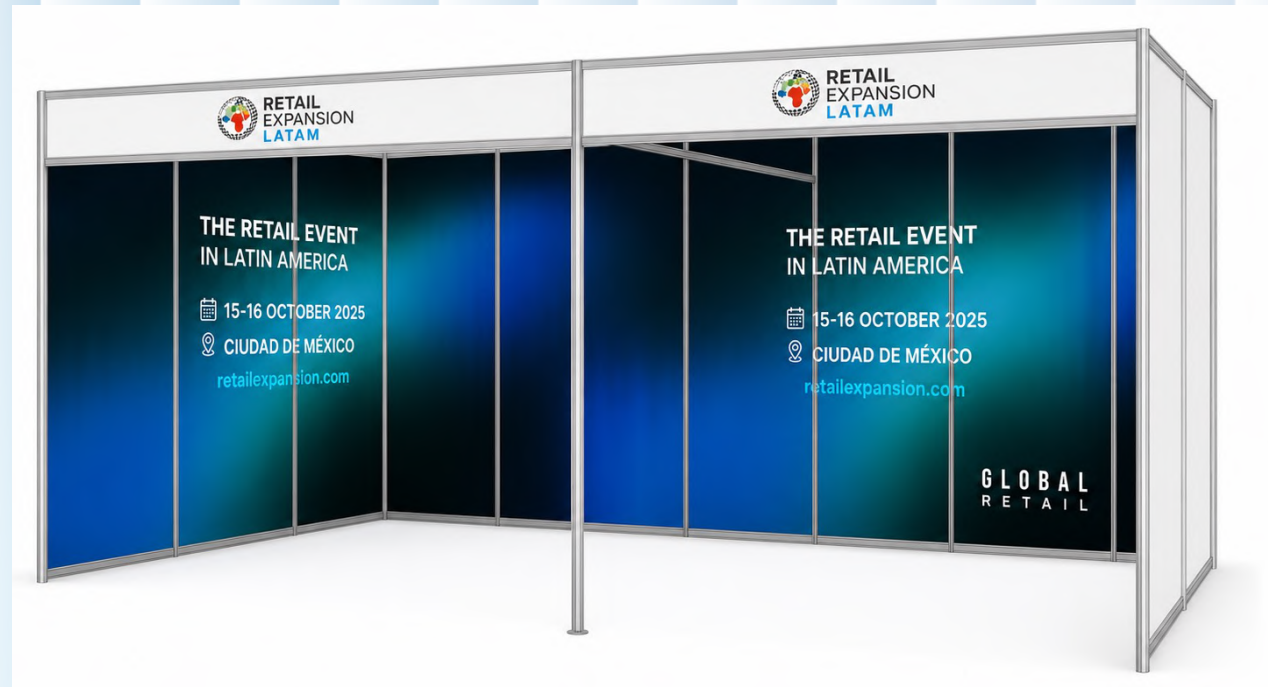 RETAIL
EXPANSION
LATAM
RETAIL
EXPANSION
LATAM
THE RETAIL EVENT
IN LATIN AMERICA
15-16 OCTOBER 2025
CIUDAD DE MÉXICO
retailexpansion.com
THE RETAIL EVENT
IN LATIN AMERICA
15-16 OCTOBER 2025
CIUDAD DE MÉXICO
retailexpansion.com
GLOBAL
RETAIL